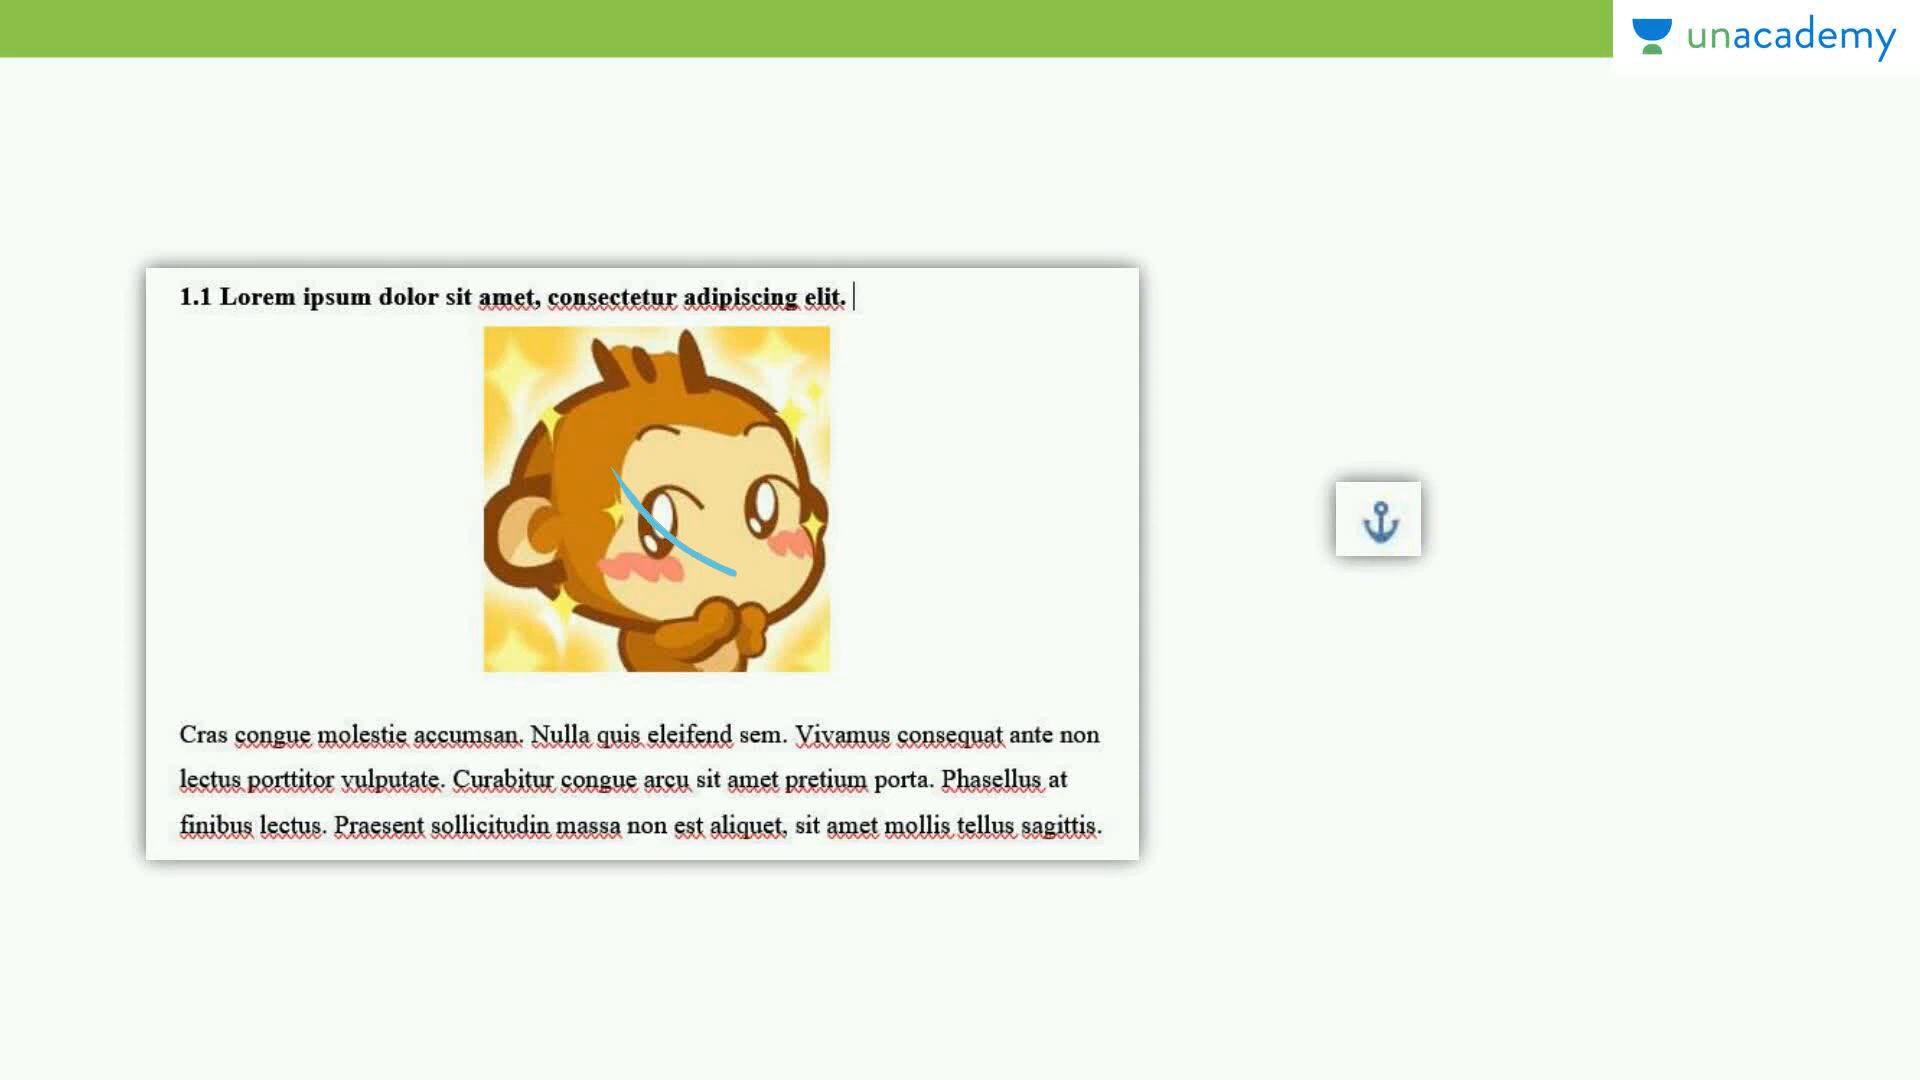 unacademy
1.1 Lorem ipsum dolor sit amet, consectetur adipiscing elit.
Cras congue molestie accumsan. Nulla quis eleifend sem. Vivamus consequat ante non
lectus porttitor vulputate. Curabitur congue arcu sit amet pretium porta. Phasellus at
finibus lectus. Praesent sollicitudin massa non est aliquet, sit amet mollis tellus sagittis.